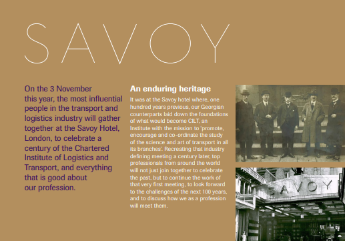 SAVOY
On the 3 November
this year, the most influential
people in the transport and
logistics industry will gather
together at the Savoy Hotel,
London, to celebrate a
century of the Chartered
Institute of Logistics and
Transport, and everything
that is good about
our profession.
An enduring heritage
It was at the Savoy hotel where, one
hundred years previous, our Georgian
counterparts laid down the foundations
of what would become CILT, an
Institute with the mission to 'promote,
encourage and co-ordinate the study
of the science and art of transport in all
its branches'. Recreating that industry
defining meeting a century later, top
professionals from around the world
will not just join together to celebrate
the past, but to continue the work of
that very first meeting, to look forward
to the challenges of the next 100 years,
and to discuss how we as a profession
will meet them.
SAVOY